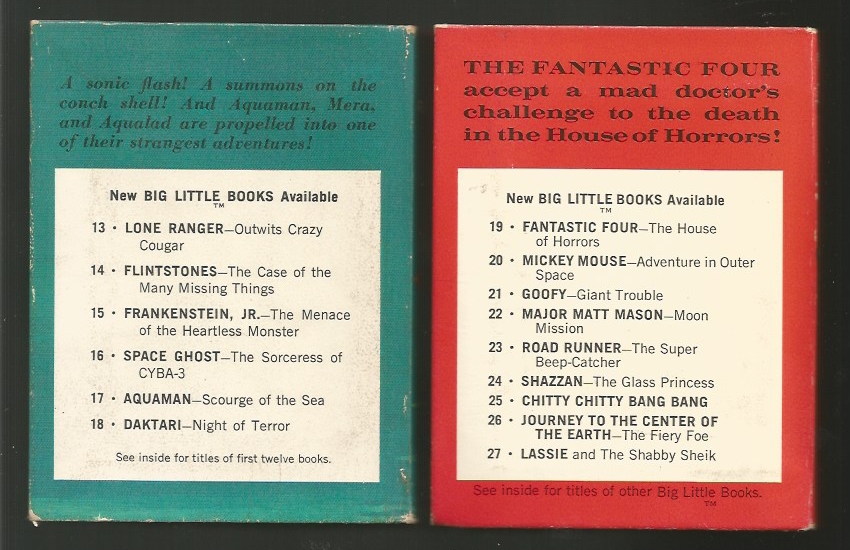 A sonic flash! A summons on the
conch shell! And Aquaman, Mera,
and Aqualad are propelled into one
of their strangest adventures!
New BIG LITTLE BOOKS Available
TM
13 • LONE RANGER—Outwits Crazy
Cougar
14 • FLINTSTONES—The Case of the
Many Missing Things
15 • FRANKENSTEIN, JR.—The Menace
of the Heartless Monster
16 • SPACE GHOST—The Sorceress of
CYBA-3
17 • AQUAMAN—Scourge of the Sea
18 • DAKTARI—Night of Terror
See inside for titles of first twelve books.
THE FANTASTIC FOUR
accept a mad doctor's
challenge to the death
in the House of Horrors!
New BIG LITTLE BOOKS Available
TM
19 • FANTASTIC FOUR—The House
of Horrors
20 • MICKEY MOUSE—Adventure in Outer
Space
21 • GOOFY—Giant Trouble
22 • MAJOR MATT MASON—Moon
Mission
23 • ROAD RUNNER—The Super
Beep-Catcher
24 • SHAZZAN—The Glass Princess
25 • CHITTY CHITTY BANG BANG
26 • JOURNEY TO THE CENTER OF
THE EARTH—The Fiery Foe
27 • LASSIE and The Shabby Sheik
See inside for titles of other Big Little Books.
TM